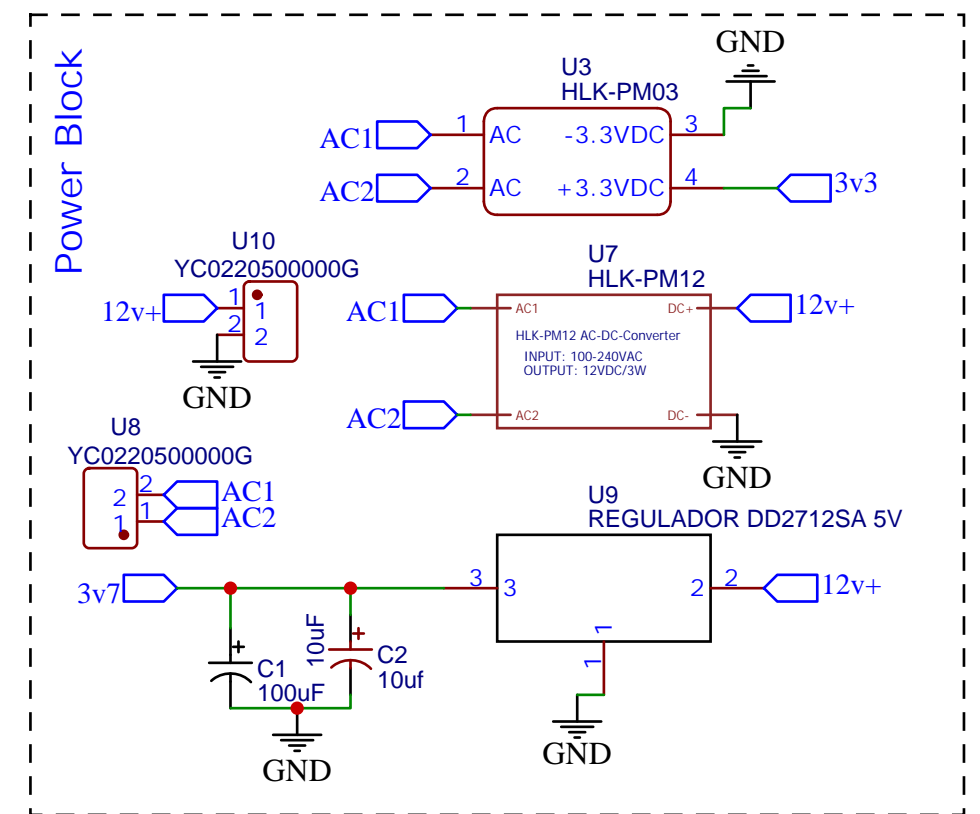 Power Block
GND
U3
HLK-PM03
AC1 1 AC -3.3VDC 3
AC2 2 AC +3.3VDC 4 3v3
U10
YC0220500000G
12v+ 1 1
2 2
GND
U7
HLK-PM12
AC1 AC1 DC+ 12v+
HLK-PM12 AC-DC-Converter
INPUT: 100-240VAC
OUTPUT: 12VDC/3W
AC2 AC2 DC-
GND
U8
YC0220500000G
2 2 AC1
1 1 AC2
U9
REGULADOR DD2712SA 5V
3v7 3 3 2 2 12v+
1
1
GND
+
C1
100uF
10uF
+
C2
10uf
GND